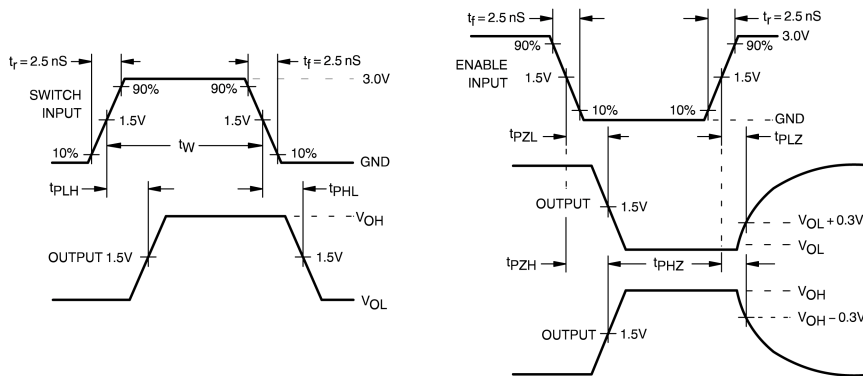 tr = 2.5 nS
tf = 2.5 nS
SWITCH
INPUT
90%
90%
3.0V
1.5V
1.5V
10%
tW
10%
GND
tPLH
tPHL
VOH
OUTPUT 1.5V
1.5V
VOL
tf = 2.5 nS
tr = 2.5 nS
90%
90%
3.0V
ENABLE
INPUT
1.5V
1.5V
10%
10%
GND
tPZL
tPLZ
OUTPUT
1.5V
VOL + 0.3V
VOL
tPZH
tPHZ
VOH
VOH – 0.3V
OUTPUT
1.5V